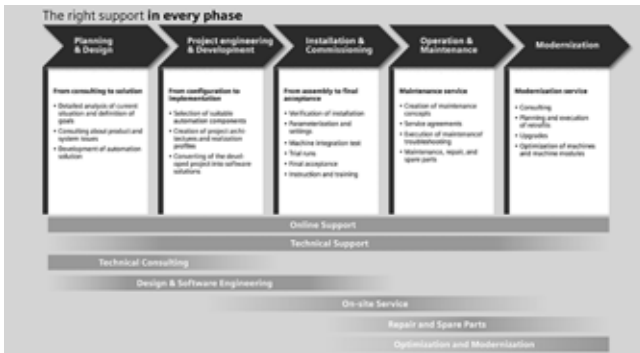 The right support in every phase
Planning
& Design
Project engineering
& Development
Installation &
Commissioning
Operation &
Maintenance
Modernization
From consulting to solution
• Detailed analysis of current
situation and definition of
goals
• Consulting about product and
system issues
• Development of automation
solution
From configuration to
implementation
• Selection of suitable
automation components
• Creation of project archi-
tectures and realization
profiles
• Converting of the devel-
oped project into software
solutions
From assembly to final
acceptance
• Verification of installation
• Parametrization and
settings
• Machine integration test
• Trial runs
• Final acceptance
• Instruction and training
Maintenance service
• Creation of maintenance
concepts
• Service agreements
• Execution of maintenance/
troubleshooting
• Maintenance, repair, and
spare parts
Modernization service
• Consulting
• Planning and execution
of retrofits
• Upgrades
• Optimization of machines
and machine modules
Online Support
Technical Support
Technical Consulting
Design & Software Engineering
On-site Service
Repair and Spare Parts
Optimization and Modernization